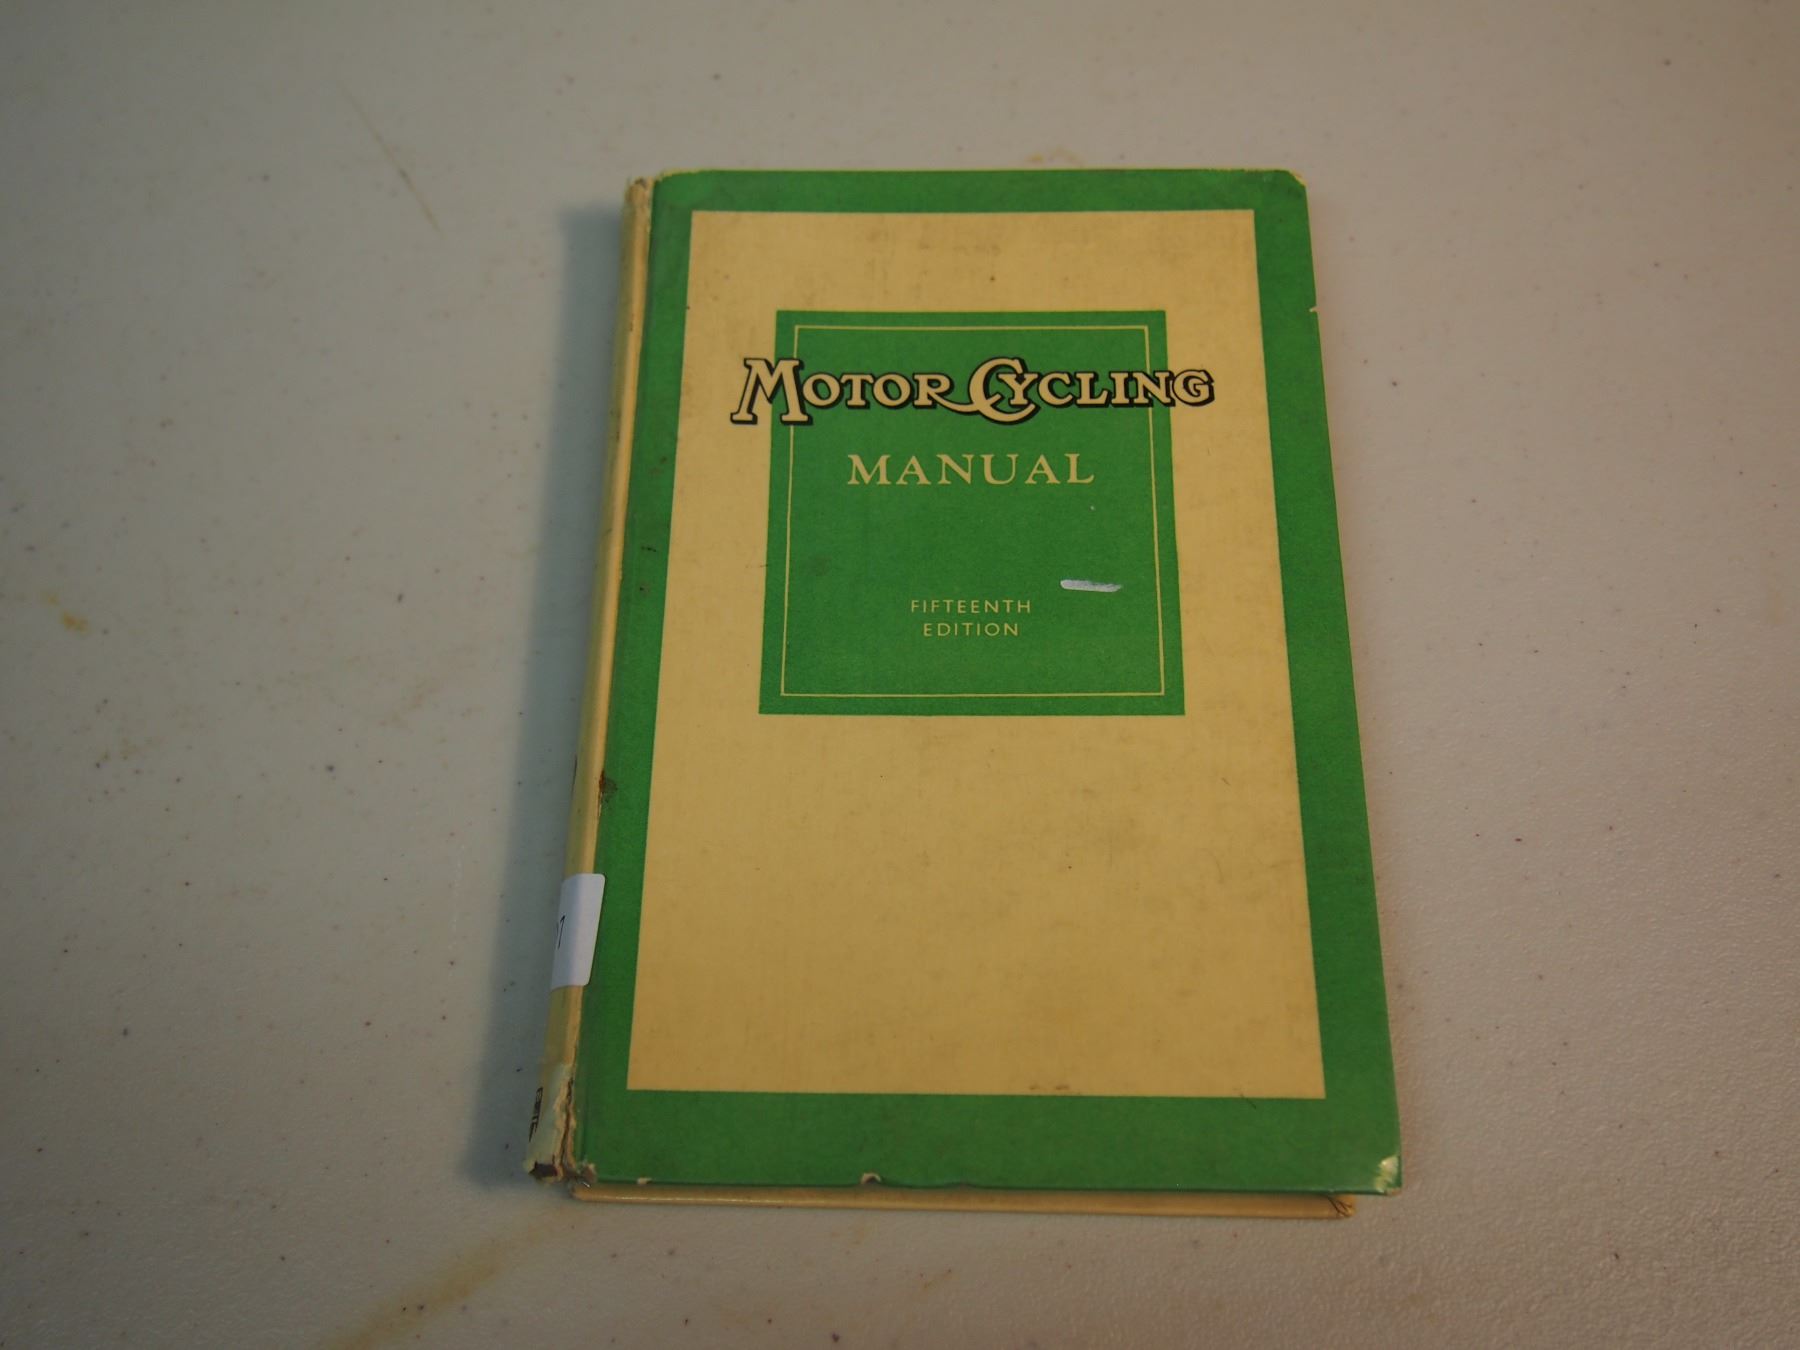 MOTOR CYCLING
MANUAL
FIFTEENTH
EDITION